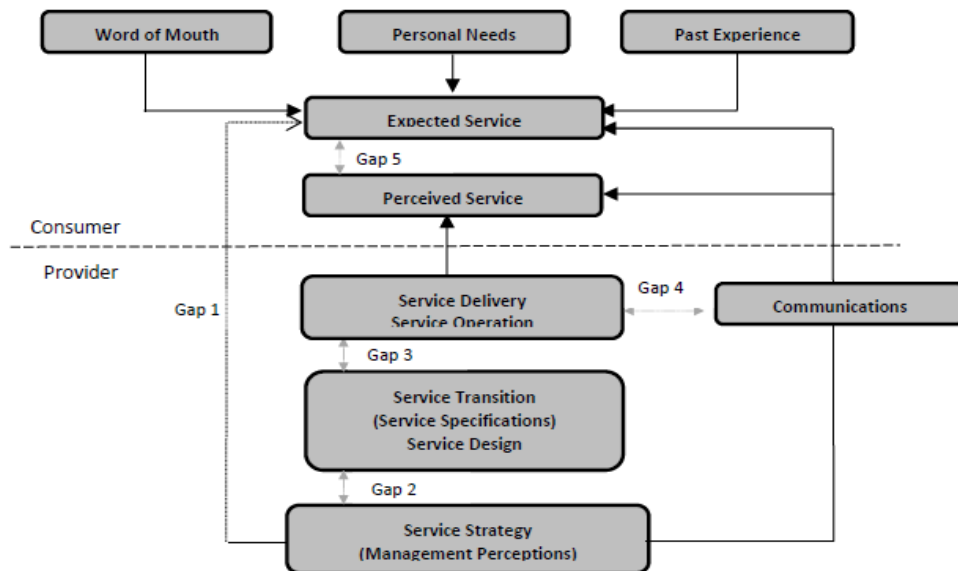 Word of Mouth
Personal Needs
Past Experience
Expected Service
Gap 5
Perceived Service
Consumer
Provider
Gap 1
Service Delivery
Service Operation
Gap 4
Communications
Gap 3
Service Transition
(Service Specifications)
Service Design
Gap 2
Service Strategy
(Management Perceptions)